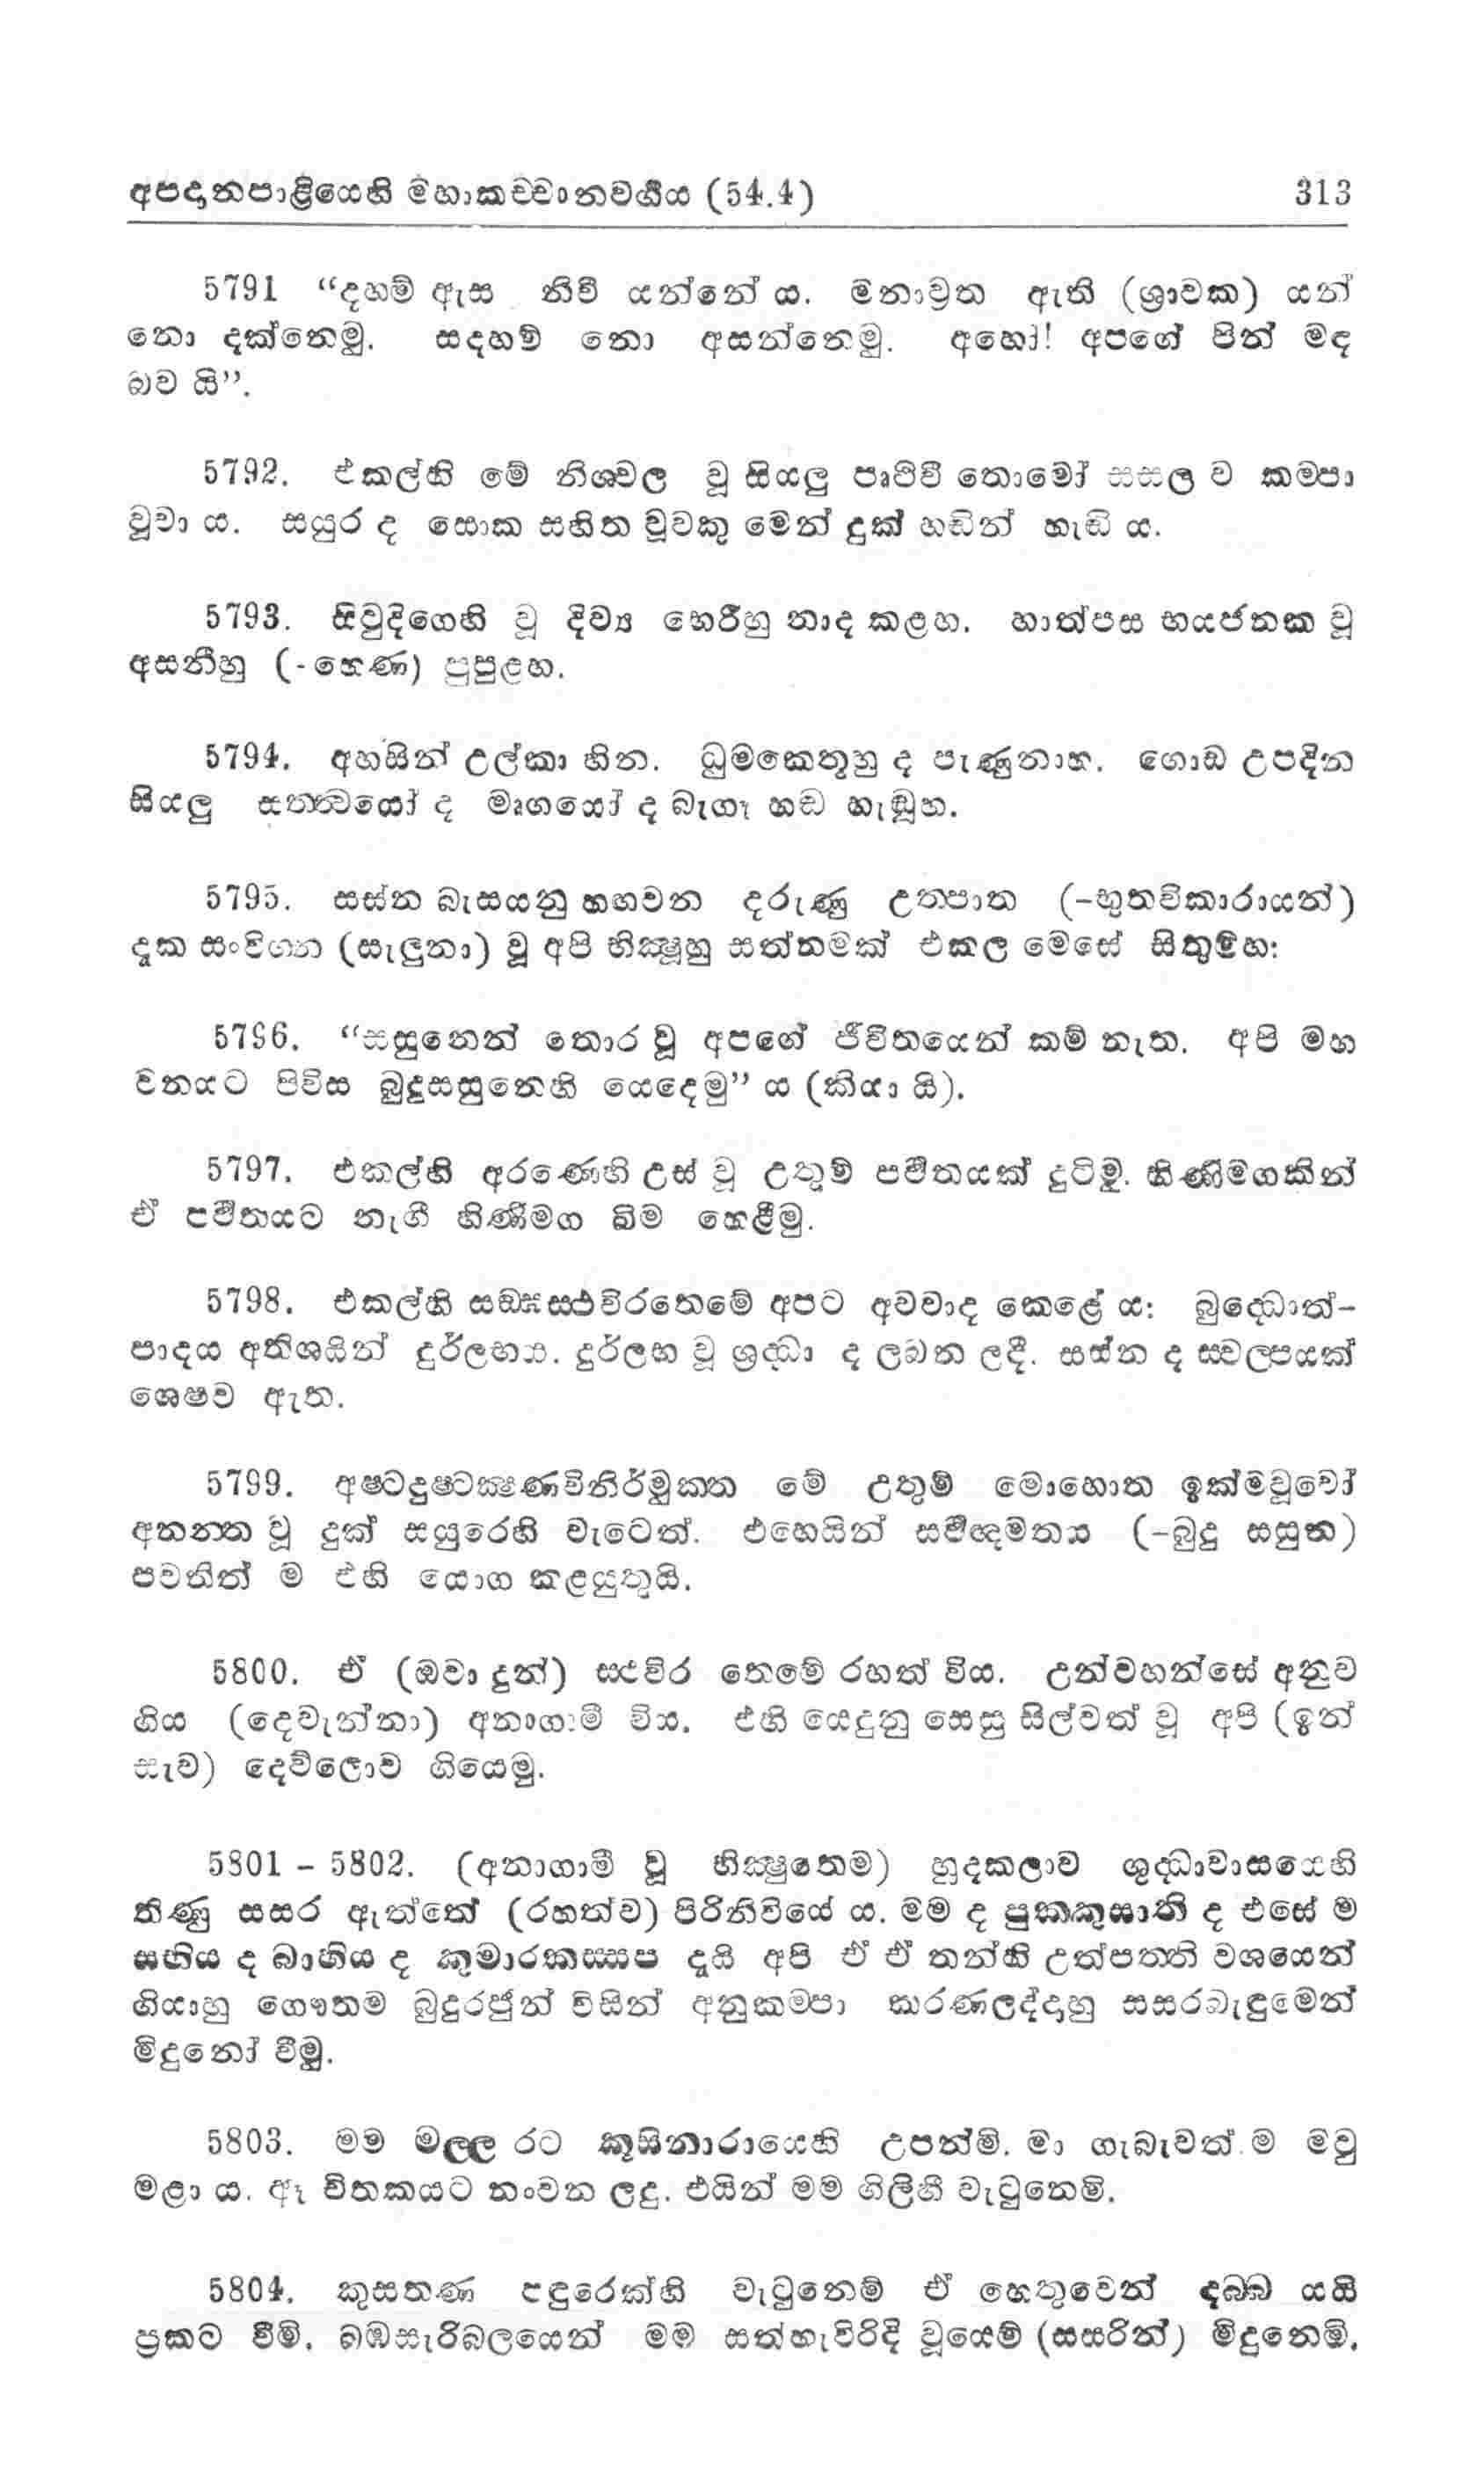 අපදානපාළියෙහි මහාකච්චානවර්‍ගය (54.4) 313
5791 “දහම් ඇස නිවී යන්නේ ය. මනාව්‍රත ඇති (ශ්‍රාවක) යන්
නො දක්නෙමු. සදහම් නො අසන්නෙමු. අහෝ! අපගේ පින් මඳ
බව යි”.
5792. එකල්හි මේ නිශ්චල වූ සියලු පෘථිවි තොමෝ සසල ව කම්පා
වූවා ය. සයුර ද සොක සහිත වූවකු මෙන් දුක් හඬින් හැඬි ය.
5793. සිවුදිගෙහි වූ දිව්‍ය භෙරීහු නාද කළහ. හාත්පස භයජනක වූ
අසනීහු (-හෙණ) පුපුළහ.
5794. අහසින් උල්කා හිත. ධුමකෙතූහු ද පැණුනාහ. ගොඩ උපදින
සියලු සත්ත්වයෝ ද මෘගයෝ ද බැගෑ හඬ හැඬූහ.
5795. සස්න බැසයනු හඟවන දරුණු උත්පාත (-භූතවිකාරායන්)
දැක සංවිග්න (සැලුනා) වූ අපි භික්‍ෂූහු සත්නමක් එකල මෙසේ සිතුම්හ:
5796. “සසුනෙන් තොර වූ අපගේ ජීවිතයෙන් කම් නැත. අපි මහ
වනයට පිවිස බුදුසසුනෙහි යෙදෙමු” ය (කියා යි).
5797. එකල්හි අරණෙහි උස් වූ උතුම් පර්‍වතයක් දුටිමු. හිණිමගකින්
ඒ පර්‍වතයට නැගී හිණිමග බිම හෙළීමු.
5798. එකල්හි සඞ්ඝස්ථවිරතෙමේ අපට අවවාද කෙළේ ය: බුද්ධොත්-
පාදය අතිශයින් දුර්ලභය. දුර්ලභ වූ ශ්‍රද්ධා ද ලබන ලදී. සස්න ද ස්වල්පයක්
ශෙෂව ඇත.
5799. අෂ්ටදුෂ්ටක්‍ෂණවිනිර්මුක්ත මේ උතුම් මොහොත ඉක්මවූවෝ
අනන්ත වූ දුක් සයුරෙහි වැටෙත්. එහෙයින් සර්‍වඥමතය (-බුදු සසුන)
පවතිත් ම එහි යොග කළයුතුයි.
5800. ඒ (ඔවා දුන්) ස්ථවිර තෙමේ රහත් විය. උන්වහන්සේ අනුව
ගිය (දෙවැන්නා) අනාගාමී විය. එහි යෙදුනු සෙසු සිල්වත් වූ අපි (ඉන්
සැව) දෙව්ලොව ගියෙමු.
5801 – 5802. (අනාගාමී වූ භික්‍ෂුතෙම) හුදකලාව ශුද්ධාවාසයෙහි
තිණු සසර ඇත්තේ (රහත්ව) පිරිනිවියේ ය. මම ද පුක්කුසාති ද එසේ ම
සභිය ද බාහිය ද කුමාරකස්සප දැයි අපි ඒ ඒ තන්හි උත්පත්ති වශයෙන්
ගියාහු ගෞතම බුදුරජුන් විසින් අනුකම්පා කරණලද්දාහු සසරබැඳුමෙන්
මිදුනෝ වීමු.
5803. මම මල්ල රට කුසිනාරායෙහි උපන්මි. මා ගැබැවත් ම මවු
මළා ය. ඈ චිතකයට නංවන ලදු. එයින් මම ගිලිහී වැටුනෙමි.
5804. කුසතණ පඳුරෙක්හි වැටුනෙම් ඒ හෙතුවෙන් දබ්බ යයි
ප්‍රකට වීම්. බඹසැරිබලයෙන් මම සත්හැවිරිදි වූයෙම් (සසරින්) මිදුනෙමි.